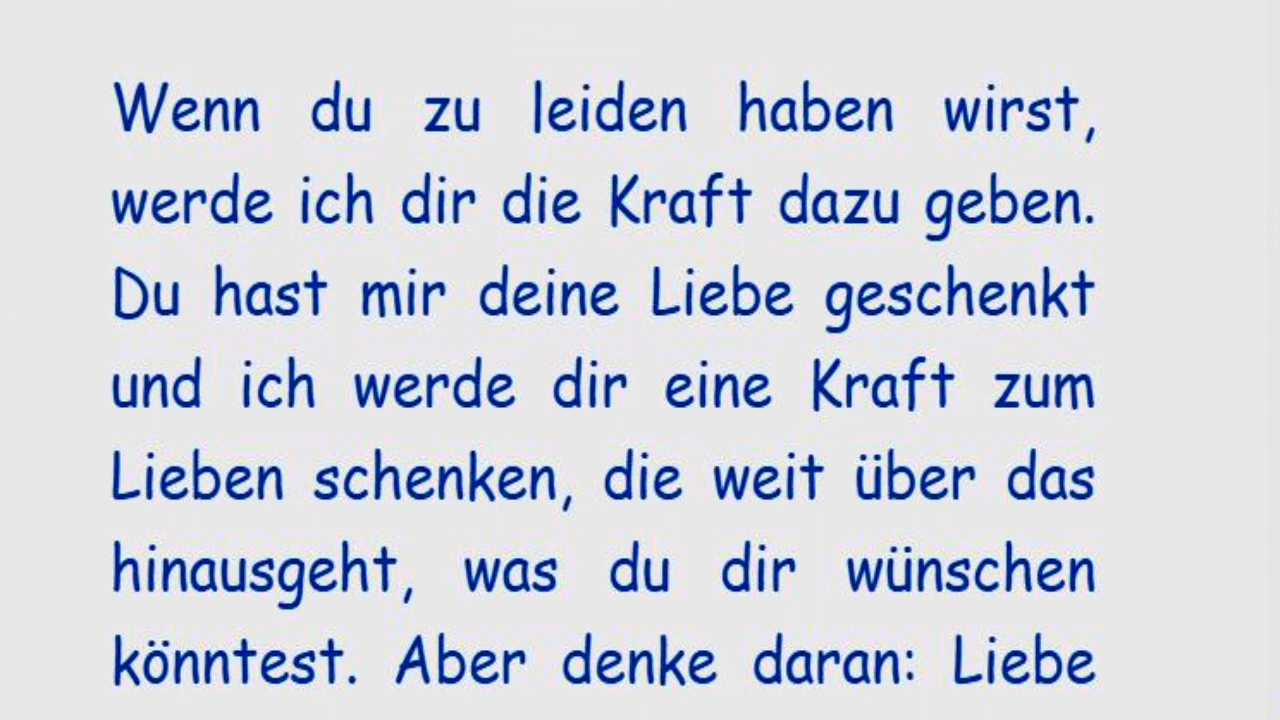 Wenn du zu leiden haben wirst,
werde ich dir die Kraft dazu geben.
Du hast mir deine Liebe geschenkt
und ich werde dir eine Kraft zum
Lieben schenken, die weit über das
hinausgeht, was du dir wünschen
könntest. Aber denke daran: Liebe